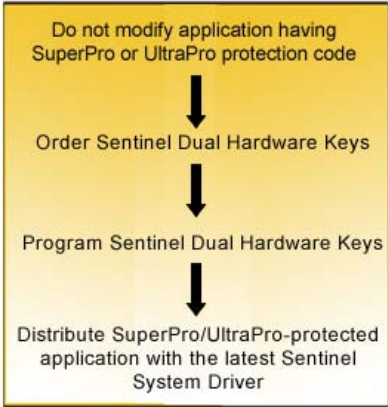 Do not modify application having
SuperPro or UltraPro protection code
Order Sentinel Dual Hardware Keys
Program Sentinel Dual Hardware Keys
Distribute SuperPro/UltraPro-protected
application with the latest Sentinel
System Driver